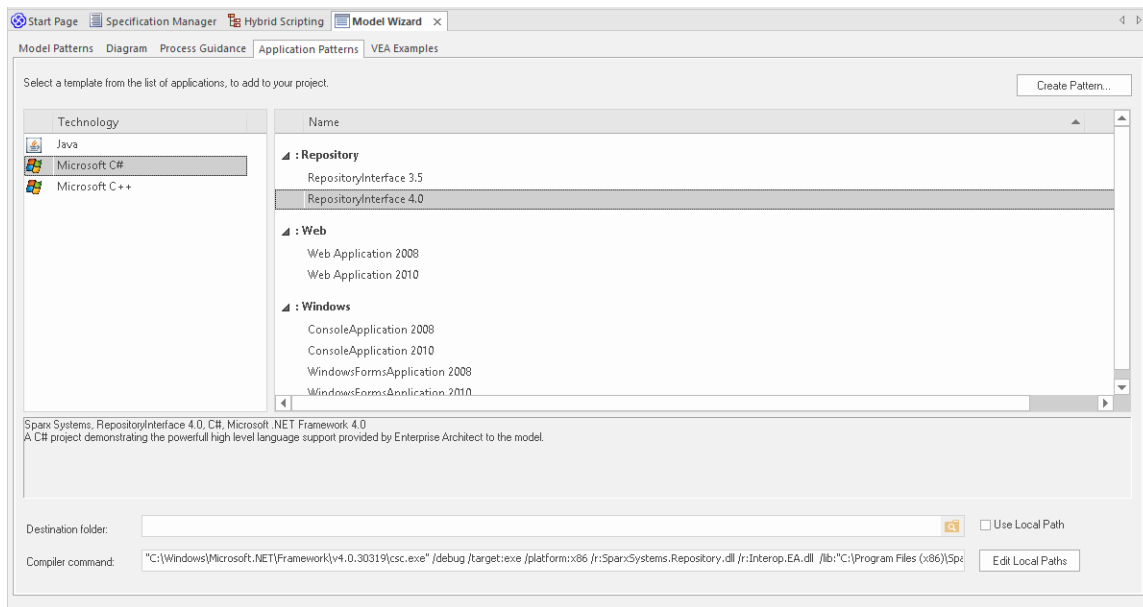 Start Page Specification Manager Hybrid Scripting Model Wizard
Model Patterns Diagram Process Guidance Application Patterns VEA Examples
Select a template from the list of applications, to add to your project.
Create Pattern...
Technology
Java
Microsoft C#
Microsoft C++
Name
: Repository
RepositoryInterface 3.5
RepositoryInterface 4.0
: Web
Web Application 2008
Web Application 2010
: Windows
ConsoleApplication 2008
ConsoleApplication 2010
WindowsFormsApplication 2008
WindowsFormsApplication 2010
Sparx Systems, RepositoryInterface 4.0, C#, Microsoft .NET Framework 4.0
A C# project demonstrating the powerfull high level language support provided by Enterprise Architect to the model.
Destination folder:
Use Local Path
Compiler command:
"C:\Windows\Microsoft.NET\Framework\v4.0.30319\csc.exe" /debug /target:exe /platform:x86 /r:SparxSystems.Repository.dll /r:Interop.EA.dll /lib:"C:\Program Files (x86)\Spa
Edit Local Paths